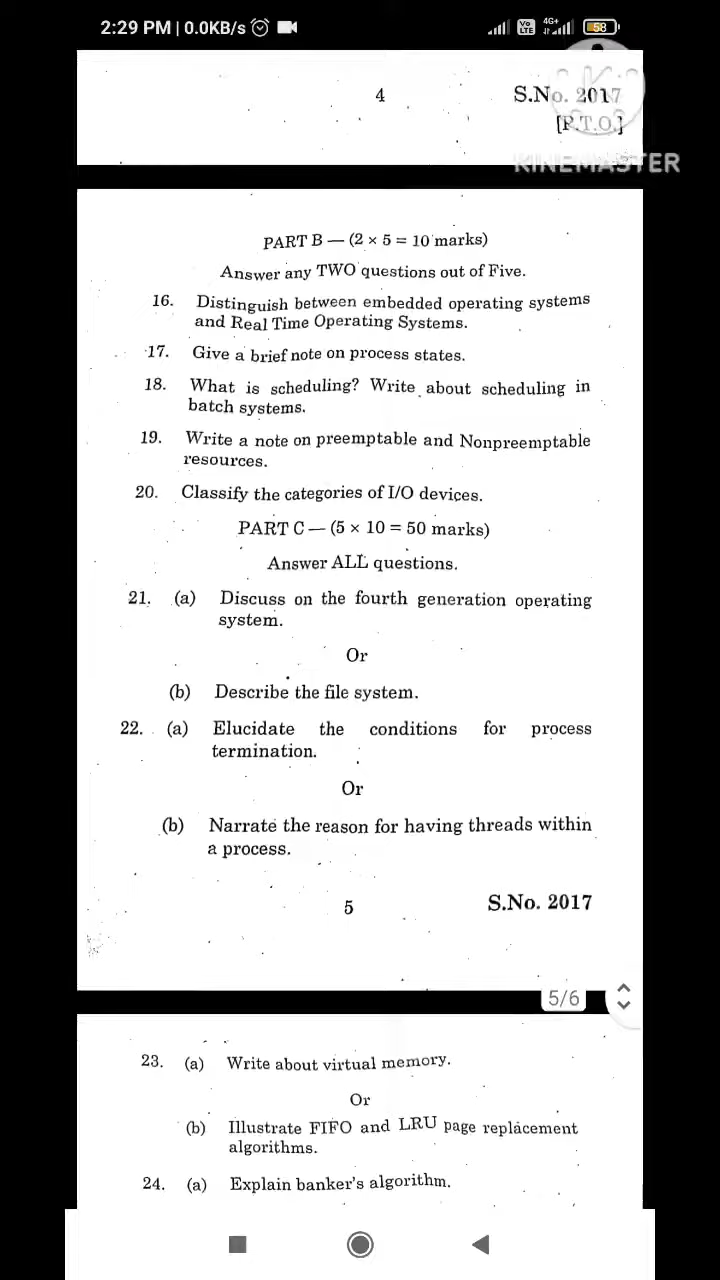 2:29 PM | 0.0KB/s
Vo LTE 4G+ 58
4 S.No. 2017
[P.T.O.]
KINEMASTER
PART B — (2 × 5 = 10 marks)
Answer any TWO questions out of Five.
16. Distinguish between embedded operating systems
and Real Time Operating Systems.
17. Give a brief note on process states.
18. What is scheduling? Write about scheduling in
batch systems.
19. Write a note on preemptable and Nonpreemptable
resources.
20. Classify the categories of I/O devices.
PART C — (5 × 10 = 50 marks)
Answer ALL questions.
21. (a) Discuss on the fourth generation operating
system.
Or
(b) Describe the file system.
22. (a) Elucidate the conditions for process
termination.
Or
(b) Narrate the reason for having threads within
a process.
5 S.No. 2017
5/6
23. (a) Write about virtual memory.
Or
(b) Illustrate FIFO and LRU page replacement
algorithms.
24. (a) Explain banker's algorithm.